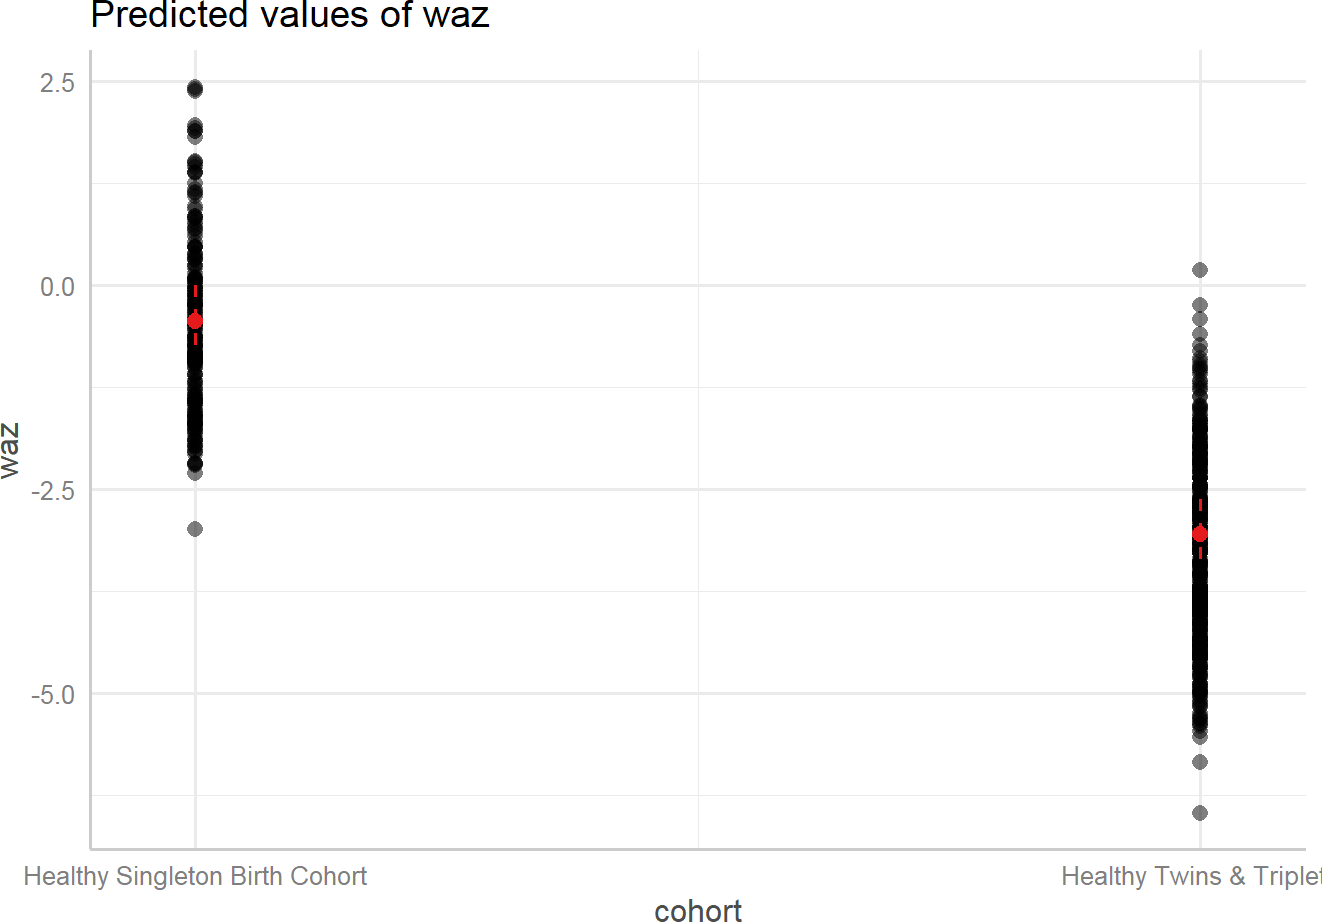 Predicted values of waz
2.5
0.0
-2.5
-5.0
waz
Healthy Singleton Birth Cohort
Healthy Twins & Triplet
cohort